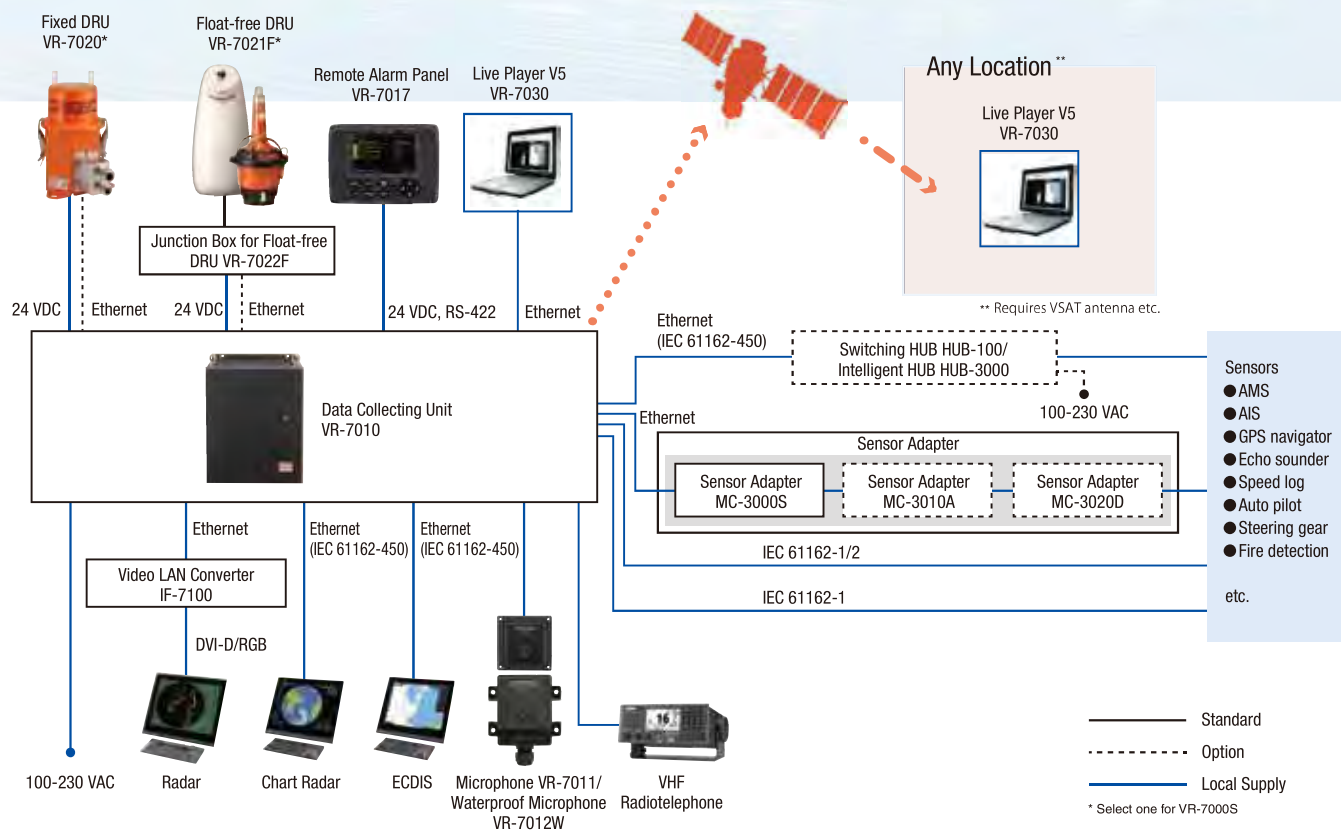 Fixed DRU
VR-7020*
Float-free DRU
VR-7021F*
Remote Alarm Panel
VR-7017
Live Player V5
VR-7030
Any Location **
Live Player V5
VR-7030
** Requires VSAT antenna etc.
Junction Box for Float-free
DRU VR-7022F
24 VDC
Ethernet
24 VDC
Ethernet
24 VDC, RS-422
Ethernet
Data Collecting Unit
VR-7010
Ethernet
(IEC 61162-450)
Switching HUB HUB-100/
Intelligent HUB HUB-3000
100-230 VAC
Ethernet
Sensor Adapter
Sensor Adapter
MC-3000S
Sensor Adapter
MC-3010A
Sensor Adapter
MC-3020D
IEC 61162-1/2
IEC 61162-1
Sensors
●AMS
●AIS
●GPS navigator
●Echo sounder
●Speed log
●Auto pilot
●Steering gear
●Fire detection
etc.
Ethernet
Video LAN Converter
IF-7100
DVI-D/RGB
Ethernet
(IEC 61162-450)
Ethernet
(IEC 61162-450)
16
100-230 VAC
Radar
Chart Radar
ECDIS
Microphone VR-7011/
Waterproof Microphone
VR-7012W
VHF
Radiotelephone
Standard
Option
Local Supply
* Select one for VR-7000S